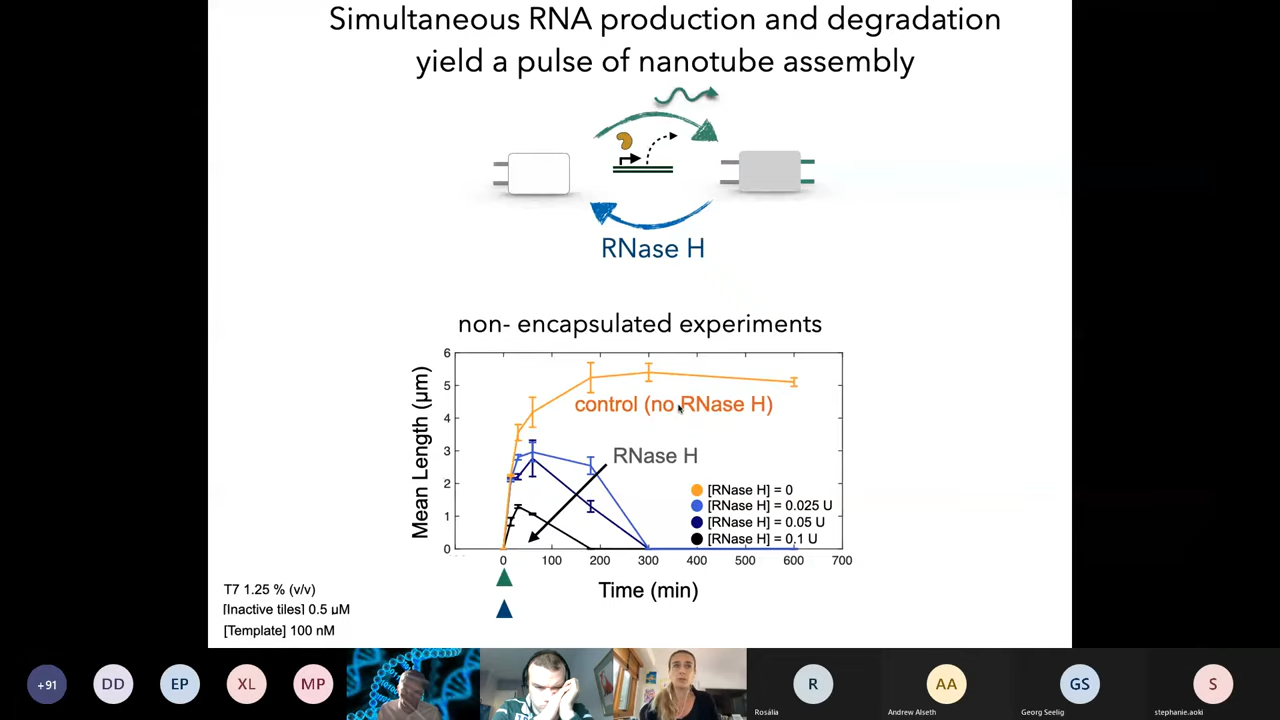 Simultaneous RNA production and degradation
yield a pulse of nanotube assembly
RNase H
non- encapsulated experiments
Mean Length (µm)
6
5
4
3
2
1
0
control (no RNase H)
RNase H
[RNase H] = 0
[RNase H] = 0.025 U
[RNase H] = 0.05 U
[RNase H] = 0.1 U
0 100 200 300 400 500 600 700
Time (min)
T7 1.25 % (v/v)
[Inactive tiles] 0.5 µM
[Template] 100 nM
+91
DD
EP
XL
MP
R
Rosália
AA
Andrew Alseth
GS
Georg Seelig
S
stephanie.aoki